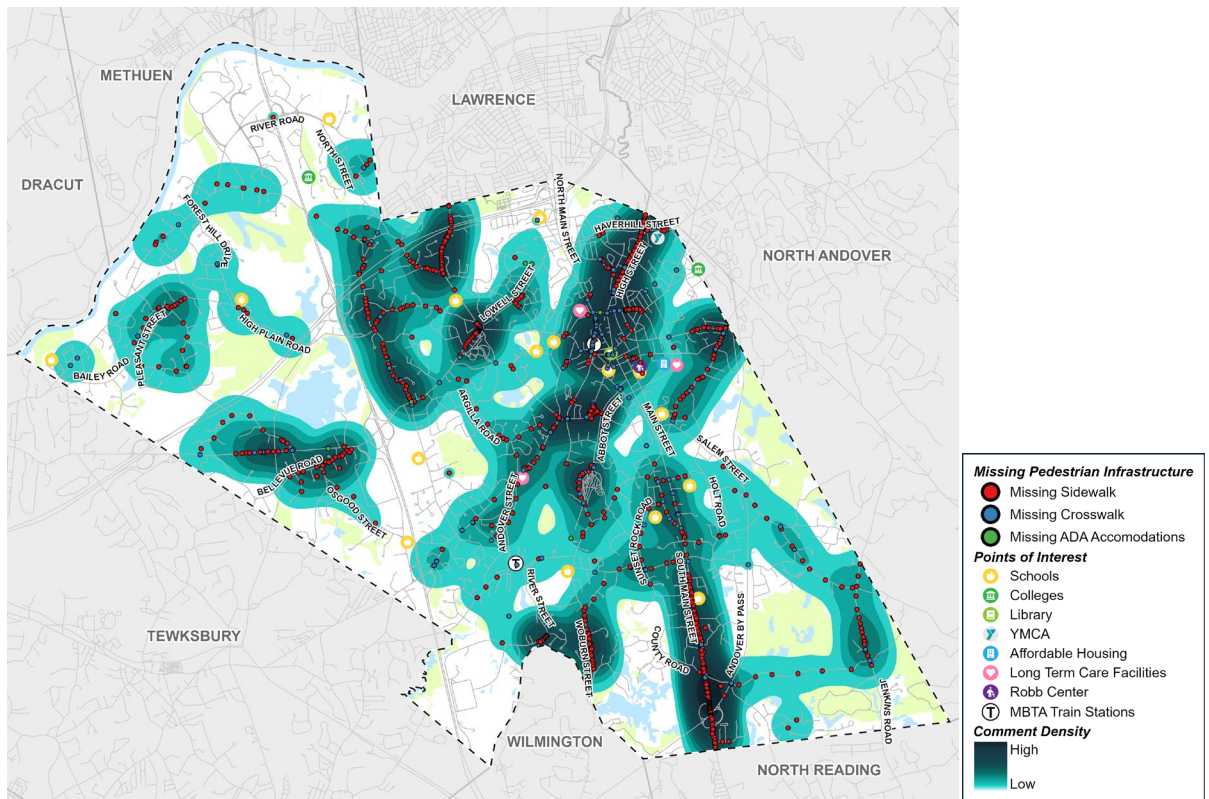 METHUEN
LAWRENCE
DRACUT
RIVER ROAD
NORTH STREET
NORTH MAIN STREET
FOREST HILL DRIVE
HAVERHILL STREET
HIGH STREET
NORTH ANDOVER
LOWELL STREET
PLEASANT STREET
HIGH PLAIN ROAD
BAILEY ROAD
ARGILLA ROAD
ABBOT STREET
MAIN STREET
SALEM STREET
BELLEVUE ROAD
OSGOOD STREET
ANDOVER STREET
HOLT ROAD
SUNSET ROCK ROAD
SOUTH MAIN STREET
RIVER STREET
WOBURN STREET
COUNTY ROAD
ANDOVER BY PASS
JENKINS ROAD
TEWKSBURY
WILMINGTON
NORTH READING
Missing Pedestrian Infrastructure
Missing Sidewalk
Missing Crosswalk
Missing ADA Accomodations
Points of Interest
Schools
Colleges
Library
YMCA
Affordable Housing
Long Term Care Facilities
Robb Center
T MBTA Train Stations
Comment Density
High
Low